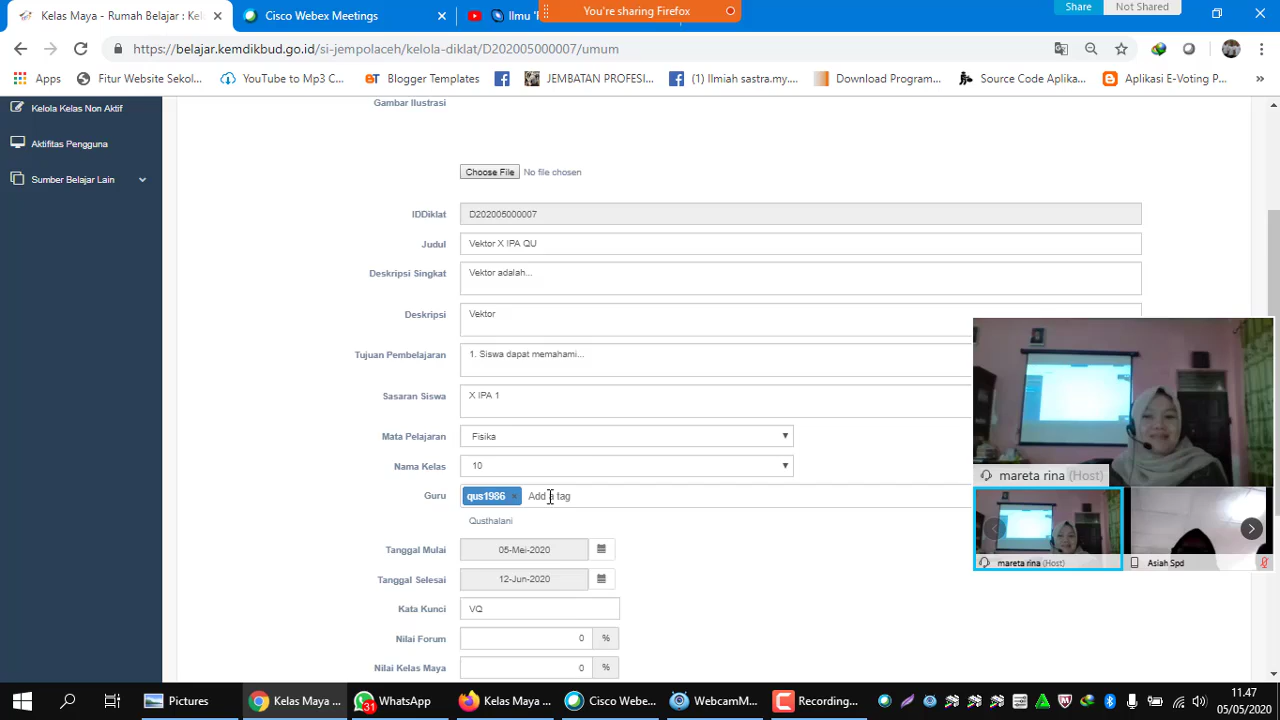 Kelas Maya - Rumah Belajar : Kel
Cisco Webex Meetings
Ilmu
You're sharing Firefox
Share
Not Shared
https://belajar.kemdikbud.go.id/si-jempolaceh/kelola-diklat/D202005000007/umum
Apps
Fitur Website Sekol...
YouTube to Mp3 C...
Blogger Templates
JEMBATAN PROFESI...
(1) Ilmiah sastra.my...
Download Program...
Source Code Aplika...
Aplikasi E-Voting P...
»
Kelola Kelas Non Aktif
Aktifitas Pengguna
Sumber Belajar Lain
Gambar Ilustrasi
Choose File No file chosen
IDDiklat D202005000007
Judul Vektor X IPA QU
Deskripsi Singkat Vektor adalah...
Deskripsi Vektor
Tujuan Pembelajaran 1. Siswa dapat memahami...
Sasaran Siswa X IPA 1
Mata Pelajaran Fisika
Nama Kelas 10
Guru qus1986 × Add a tag
Qusthalani
Tanggal Mulai 05-Mei-2020
Tanggal Selesai 12-Jun-2020
Kata Kunci VQ
Nilai Forum 0 %
Nilai Kelas Maya 0 %
mareta rina (Host)
mareta rina (Host)
Asiah Spd
Pictures
Kelas Maya ...
31
WhatsApp
Kelas Maya ...
Cisco Webe...
WebcamM...
Recording...
11.47
05/05/2020